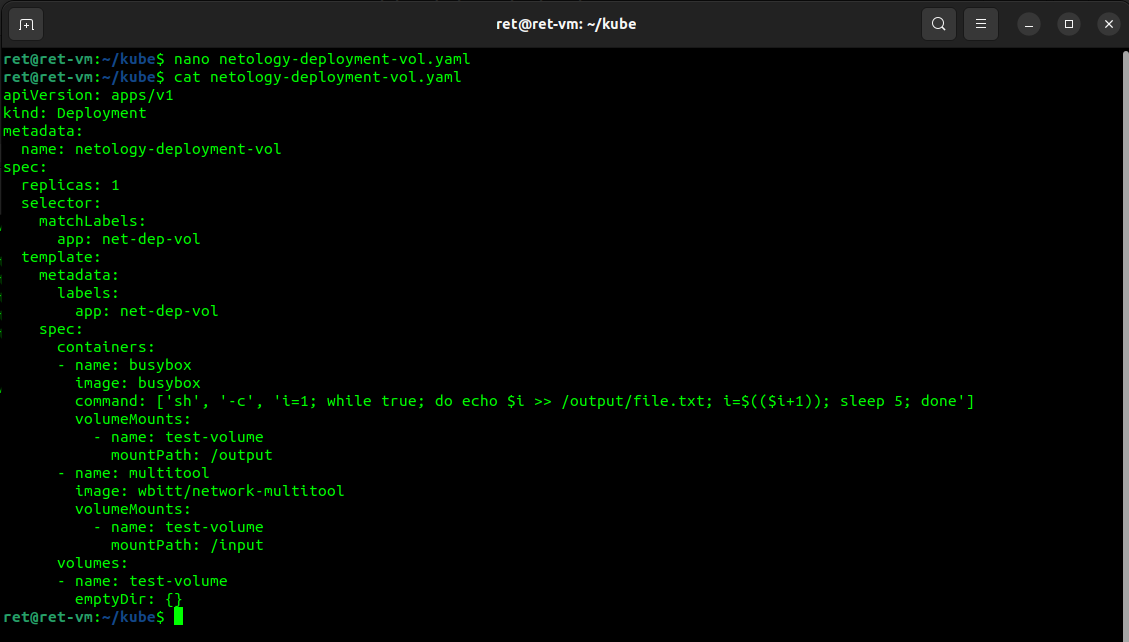 ret@ret-vm: ~/kube
ret@ret-vm:~/kube$ nano netology-deployment-vol.yaml
ret@ret-vm:~/kube$ cat netology-deployment-vol.yaml
apiVersion: apps/v1
kind: Deployment
metadata:
  name: netology-deployment-vol
spec:
  replicas: 1
  selector:
    matchLabels:
      app: net-dep-vol
  template:
    metadata:
      labels:
        app: net-dep-vol
    spec:
      containers:
      - name: busybox
        image: busybox
        command: ['sh', '-c', 'i=1; while true; do echo $i >> /output/file.txt; i=$(($i+1)); sleep 5; done']
        volumeMounts:
          - name: test-volume
            mountPath: /output
      - name: multitool
        image: wbitt/network-multitool
        volumeMounts:
          - name: test-volume
            mountPath: /input
      volumes:
      - name: test-volume
        emptyDir: {}
ret@ret-vm:~/kube$